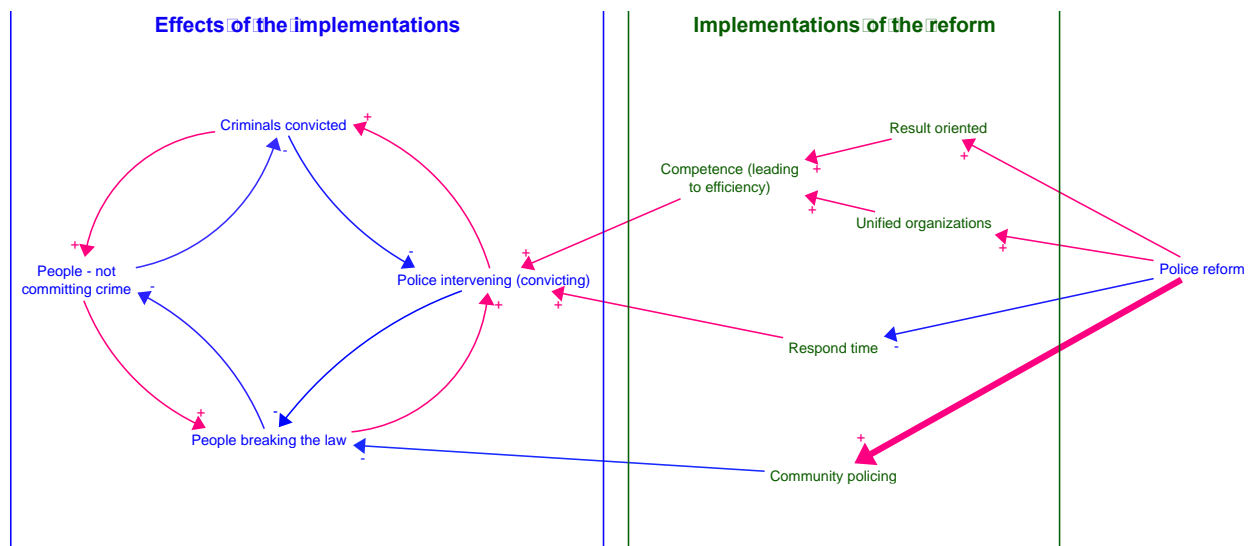 Effects of the implementations
Implementations of the reform
Criminals convicted
Result oriented
Competence (leading
to efficiency)
Unified organizations
People - not
committing crime
Police intervening (convicting)
Police reform
Respond time
People breaking the law
Community policing
+
-
+
+
+
-
+
+
+
-
-
+
+
+
-
+
-
+
-